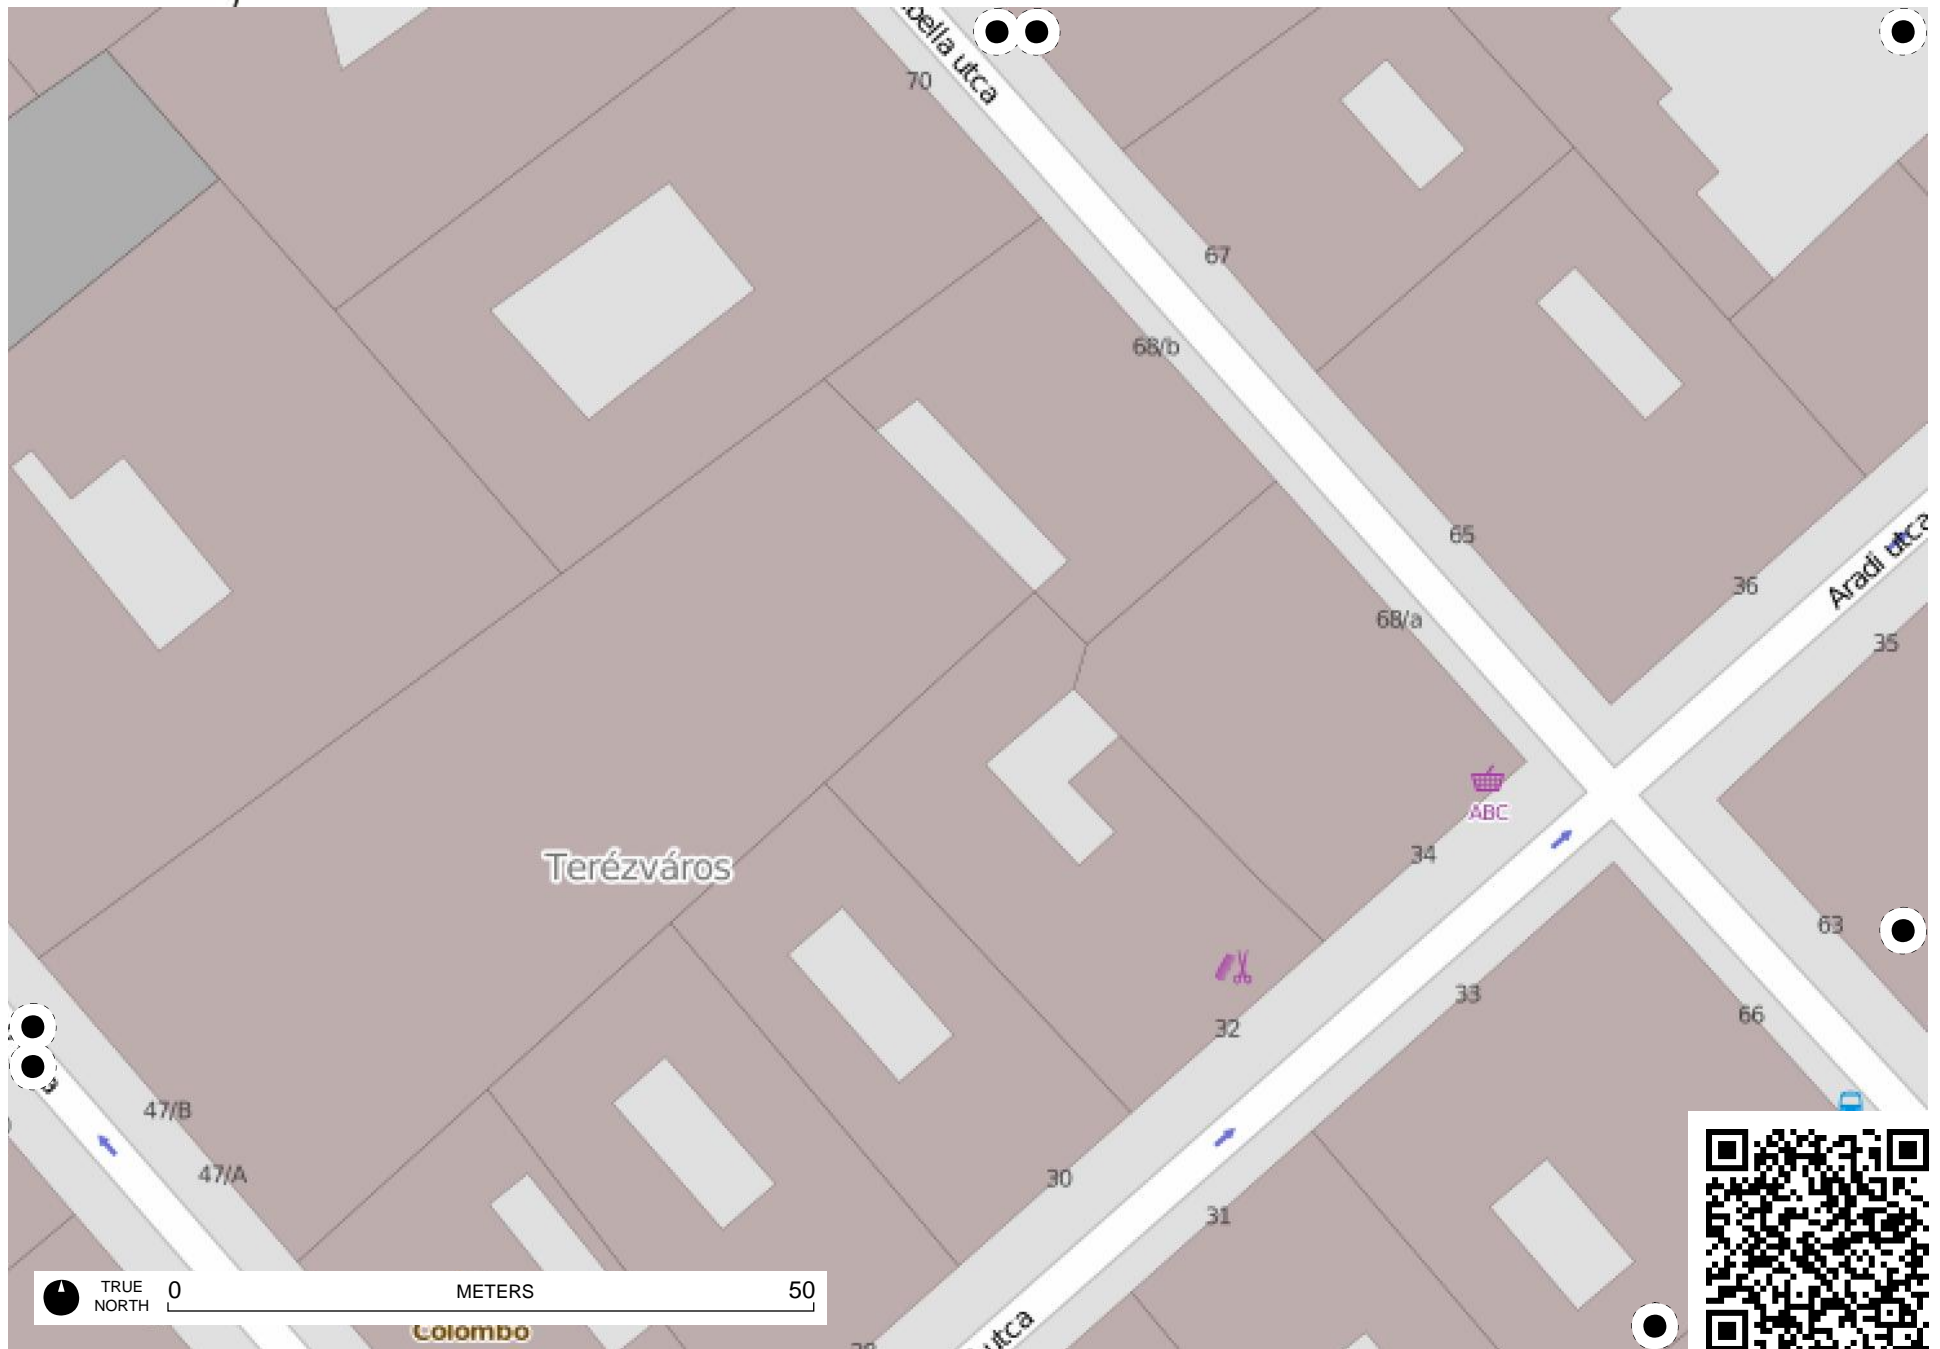 bella utca
70
67
68/b
65
36
Aradi utca
68/a
35
ABC
34
Terézváros
63
33
66
32
47/B
47/A
30
31
TRUE
NORTH
0
METERS
50
Colombo
utca